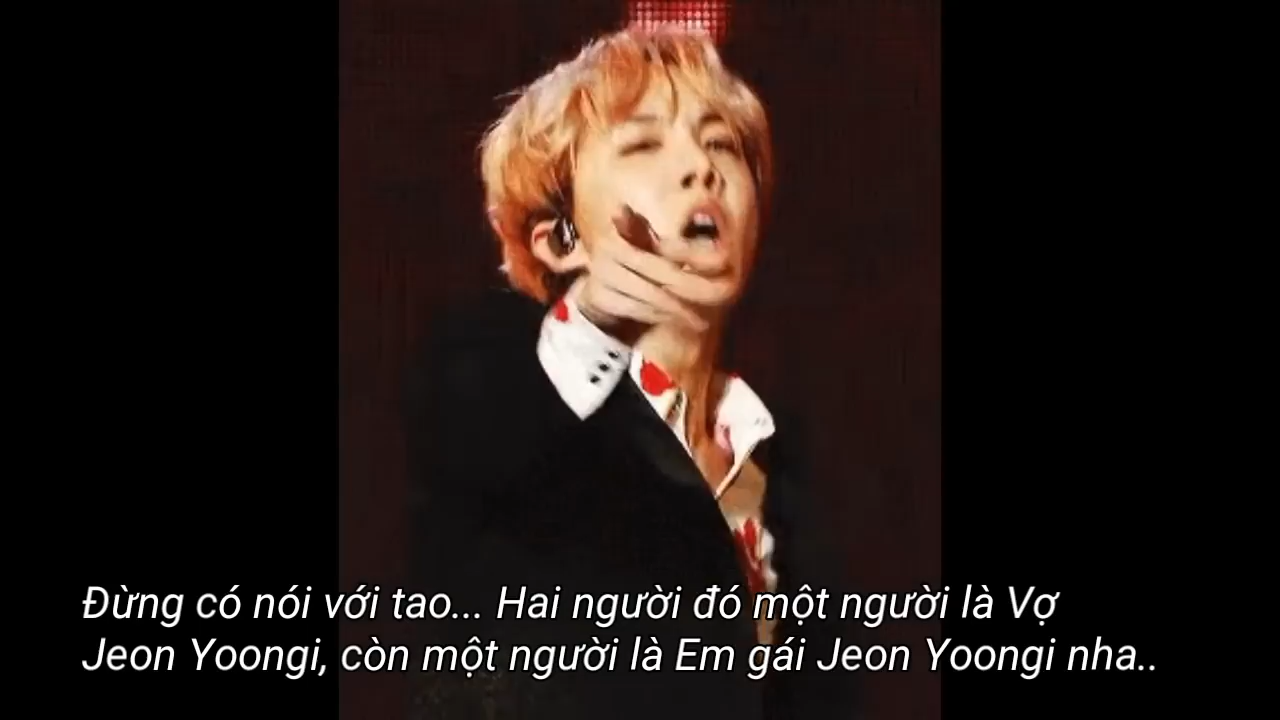 Đừng có nói với tao... Hai người đó một người là Vợ
Jeon Yoongi, còn một người là Em gái Jeon Yoongi nha..